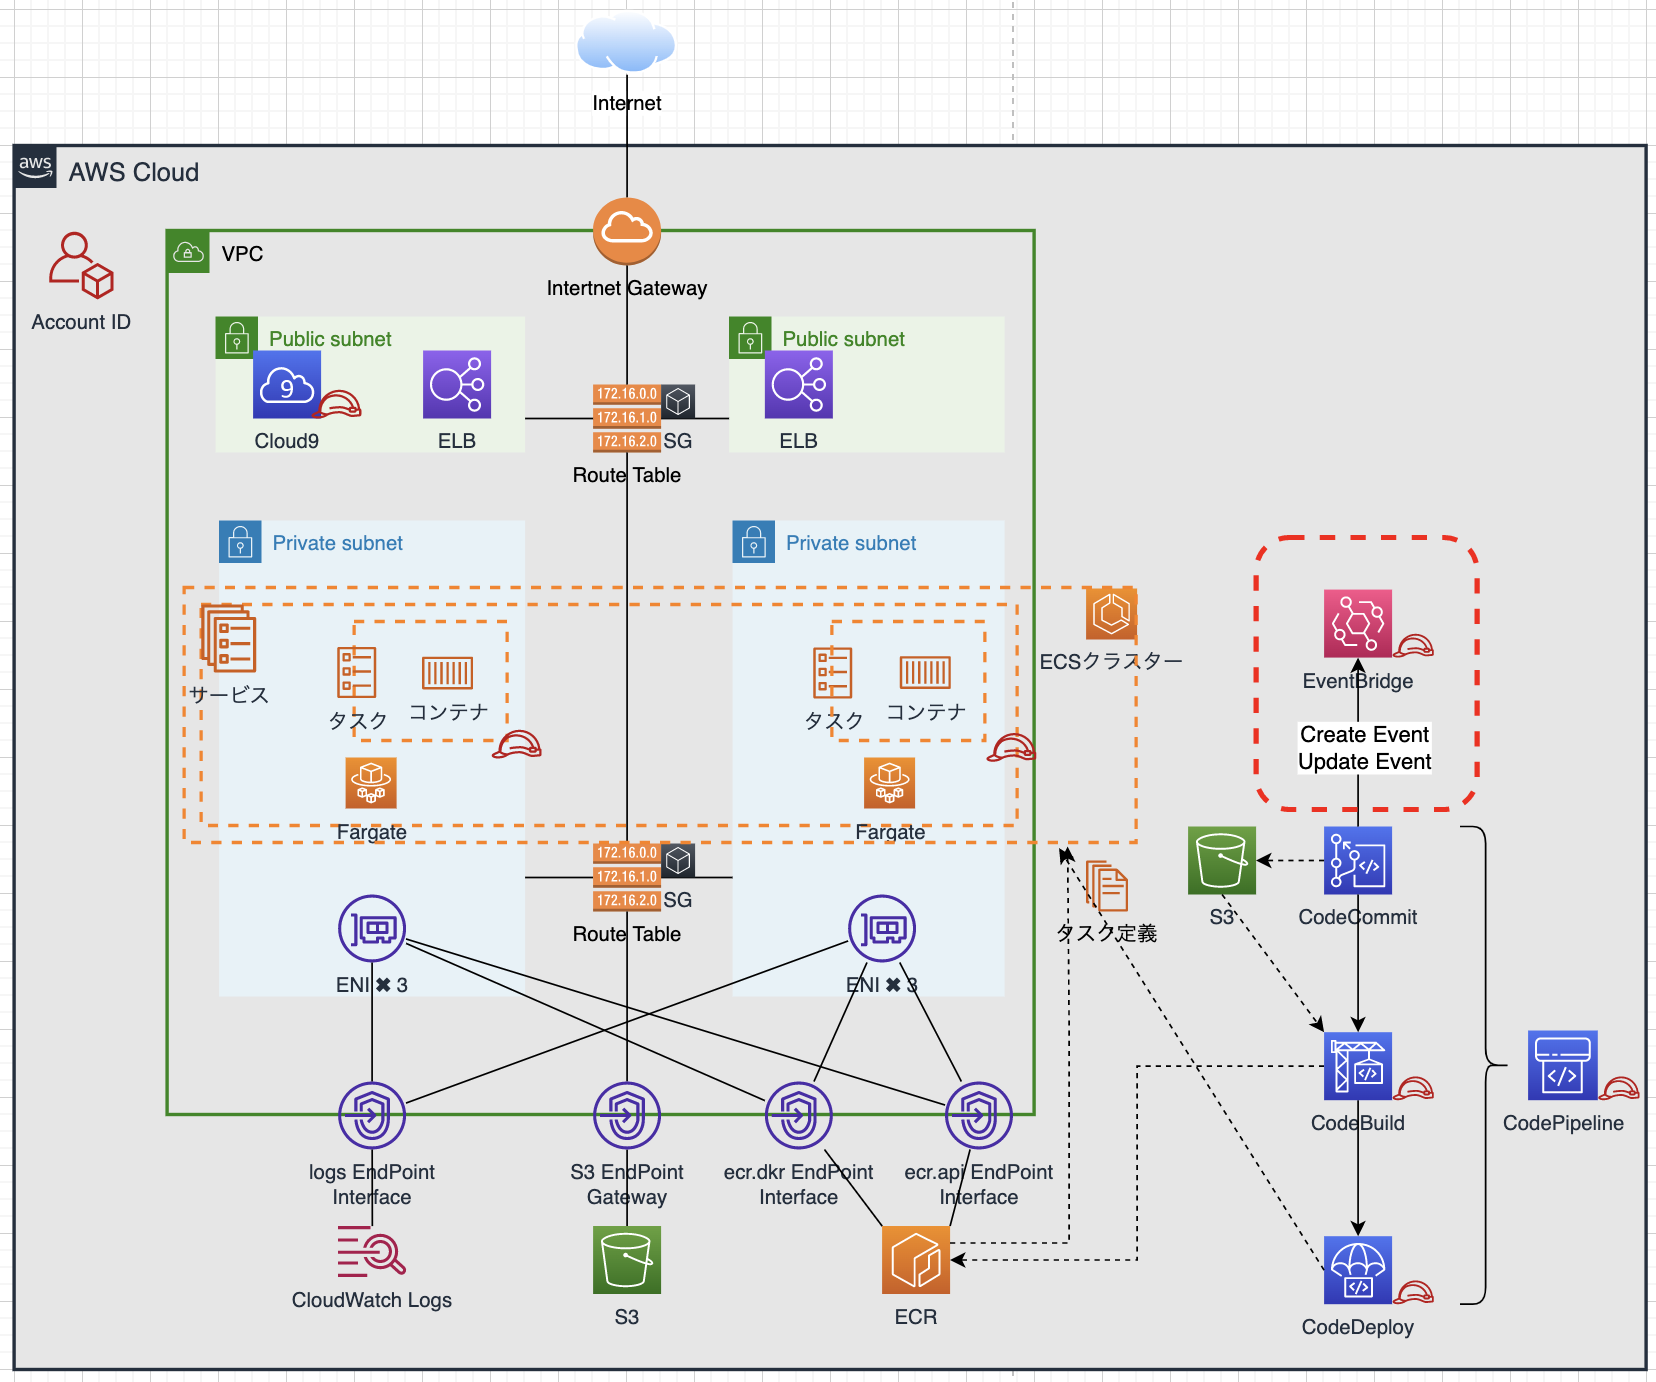 Internet
aws
AWS Cloud
Account ID
VPC
Intertnet Gateway
Public subnet
9
Cloud9
ELB
172.16.0.0
172.16.1.0
172.16.2.0
SG
Route Table
Public subnet
ELB
Private subnet
Private subnet
サービス
タスク
コンテナ
Fargate
タスク
コンテナ
Fargate
ECSクラスター
EventBridge
Create Event
Update Event
172.16.0.0
172.16.1.0
172.16.2.0
SG
Route Table
タスク定義
S3
CodeCommit
ENI ✖ 3
ENI ✖ 3
CodeBuild
CodePipeline
logs EndPoint
Interface
S3 EndPoint
Gateway
ecr.dkr EndPoint
Interface
ecr.api EndPoint
Interface
CloudWatch Logs
S3
ECR
CodeDeploy